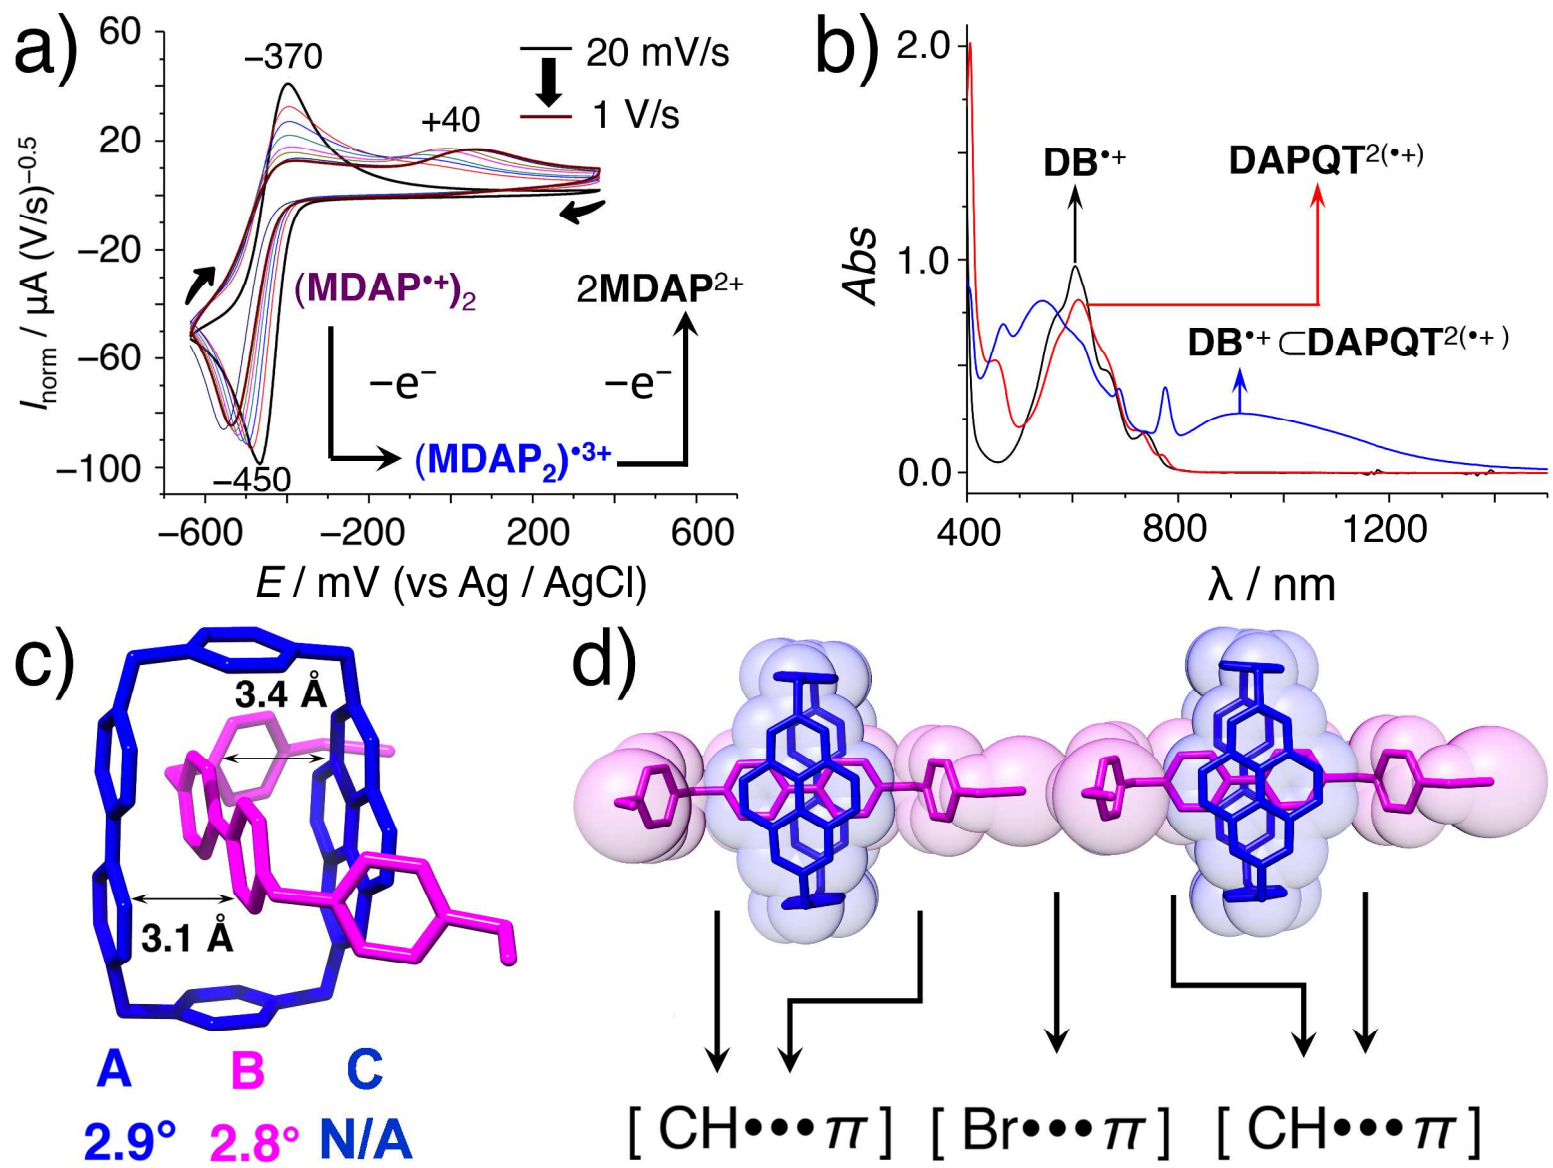 a)
60
20
−20
−60
−100
Inorm / μA (V/s)−0.5
−370
+40
−450
20 mV/s
1 V/s
(MDAP•+)2
2MDAP2+
−e−
−e−
(MDAP2)•3+
−600
−200
200
600
E / mV (vs Ag / AgCl)
b)
2.0
1.0
0.0
Abs
DB•+
DAPQT2(•+)
DB•+⊂DAPQT2(•+ )
400
800
1200
λ / nm
c)
3.4 Å
3.1 Å
A B C
2.9° 2.8° N/A
d)
[ CH•••π ] [ Br•••π ] [ CH•••π ]